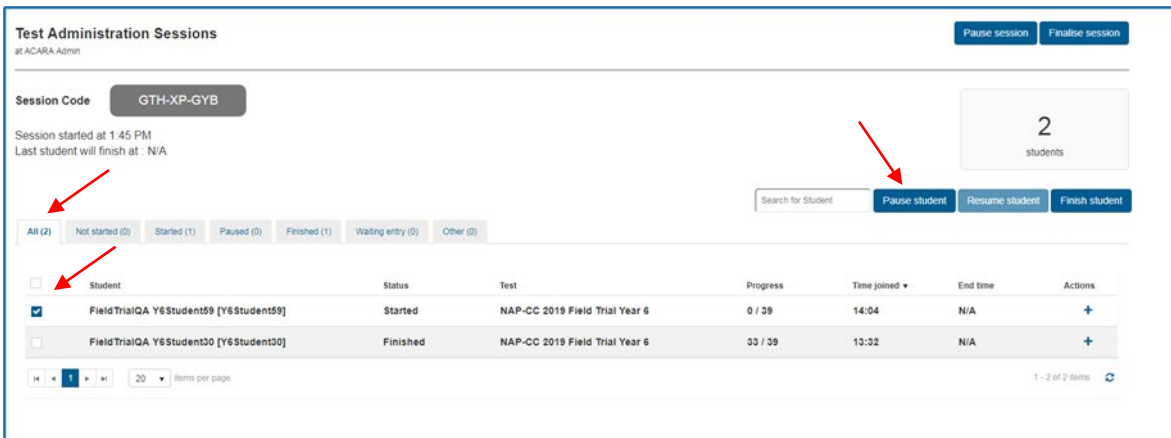 Test Administration Sessions
Pause session Finalise session
at ACARA Admin
Session Code GTH-XP-GYB
2
students
Session started at 1:45 PM
Last student will finish at : N/A
Search for Student Pause student Resume student Finish student
All (2) Not started (0) Started (1) Paused (0) Finished (1) Waiting entry (0) Other (0)
Student Status Test Progress Time joined End time Actions
FieldTrialQA Y6Student59 [Y6Student59] Started NAP-CC 2019 Field Trial Year 6 0 / 39 14:04 N/A +
FieldTrialQA Y6Student30 [Y6Student30] Finished NAP-CC 2019 Field Trial Year 6 33 / 39 13:32 N/A +
1 20 items per page 1 - 2 of 2 items